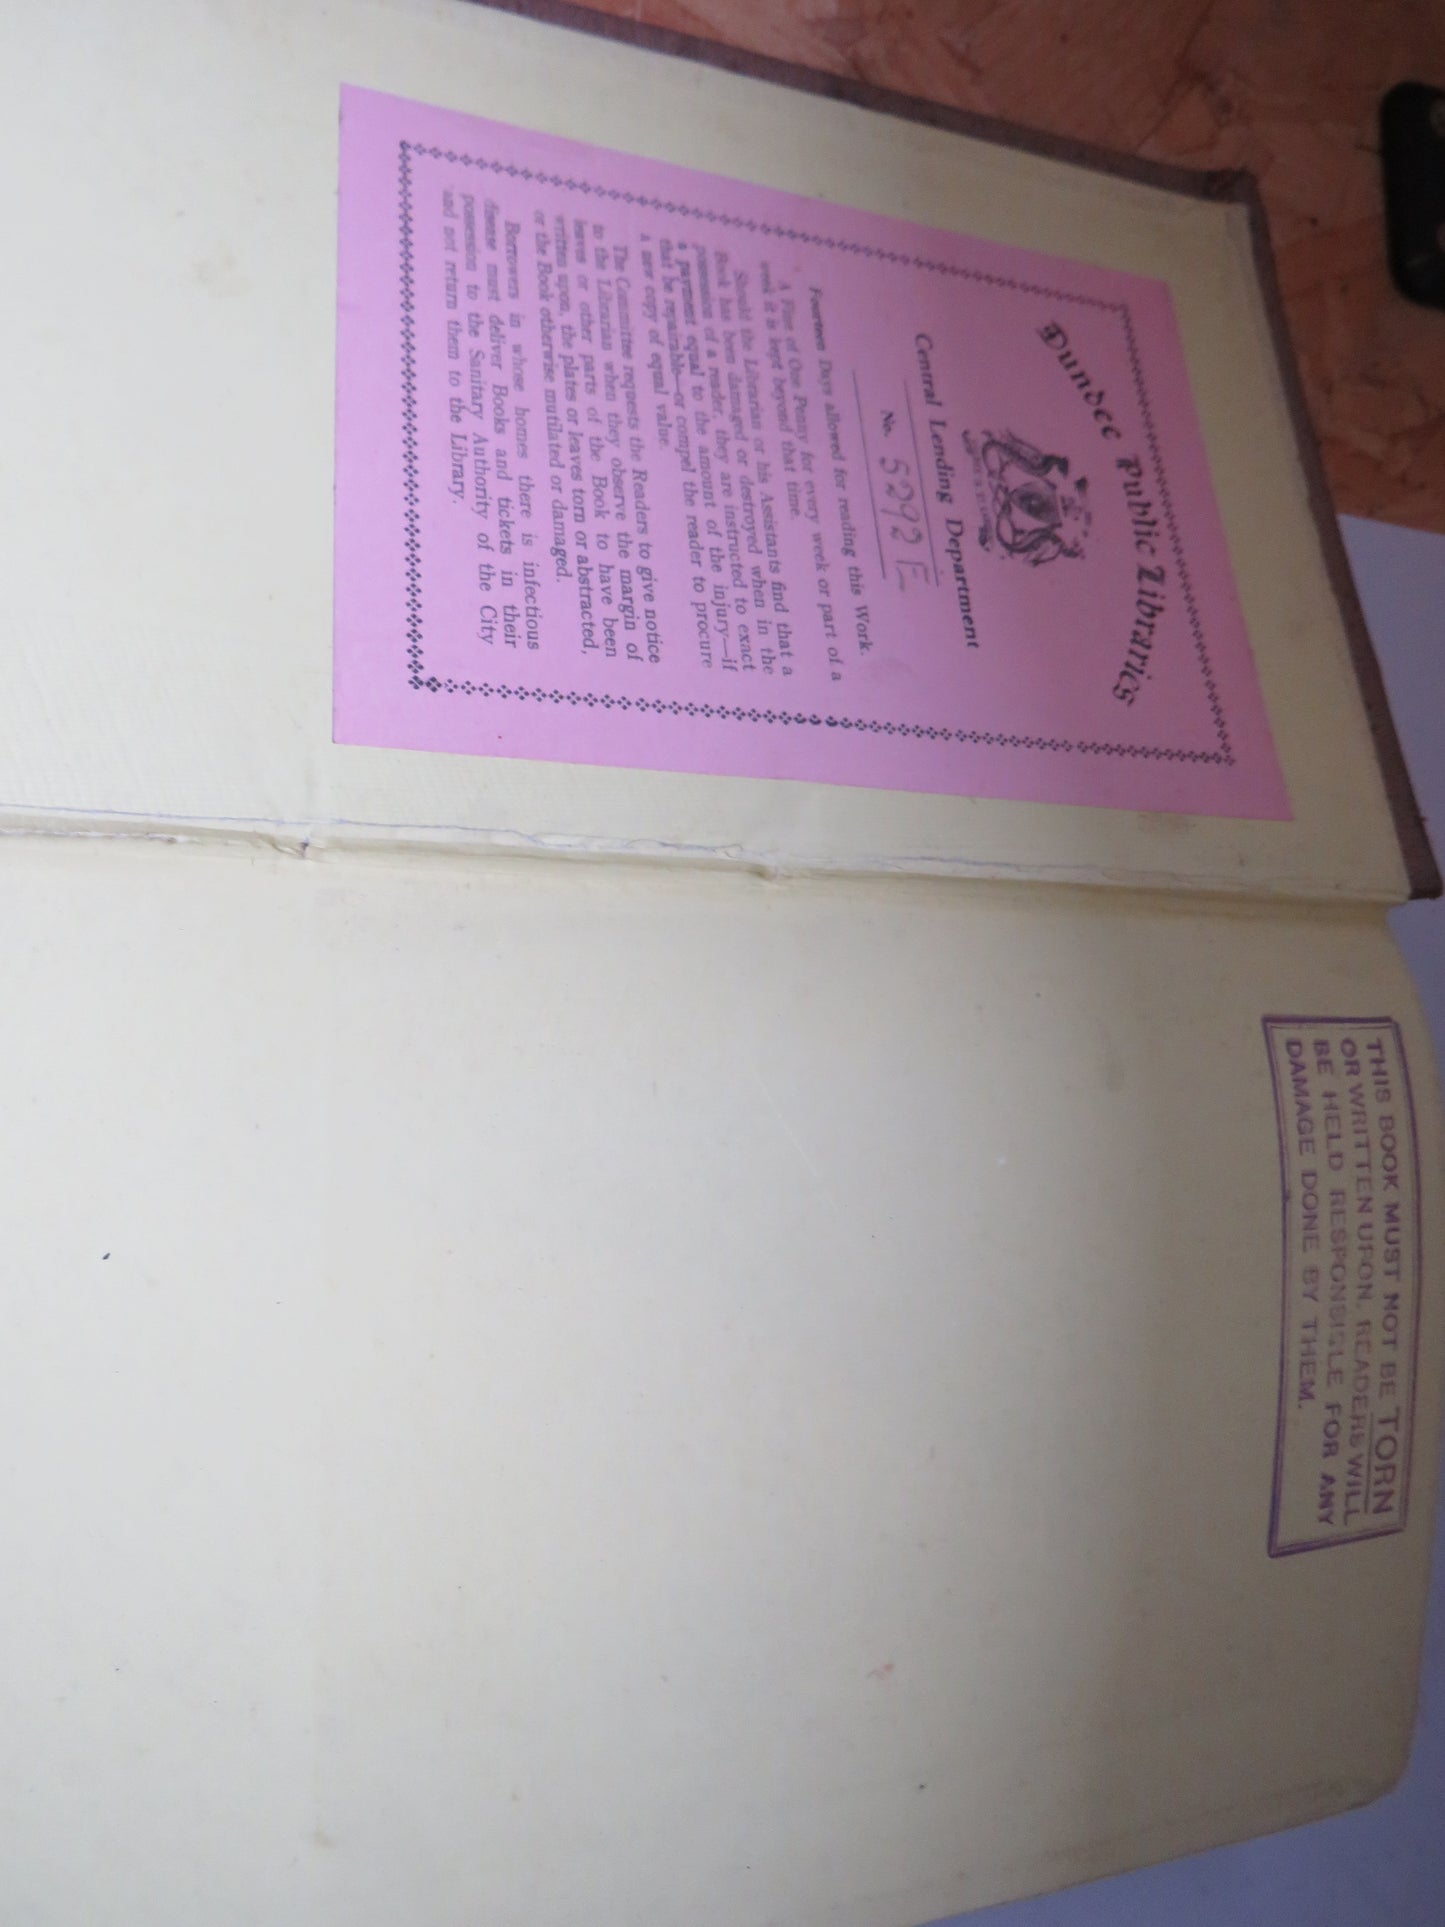 Dundee Public Libraries
Central Lending Department
No. 5292 E
Fourteen Days allowed for reading this Work.
A Fine of One Penny for every week or part of a
week it is kept beyond that time.
Should the Librarian or his Assistants find that a
Book has been damaged or destroyed when in the
possession of a reader, they are instructed to exact
a payment equal to the amount of the injury—if
that be repairable—or compel the reader to procure
a new copy of equal value.
The Committee requests the Readers to give notice
to the Librarian when they observe the margin of
leaves or other parts of the Book to have been
written upon, the plates or leaves torn or abstracted,
or the Book otherwise mutilated or damaged.
Borrowers in whose homes there is infectious
disease must deliver Books and tickets in their
possession to the Sanitary Authority of the City
and not return them to the Library.
THIS BOOK MUST NOT BE TORN
OR WRITTEN UPON. READERS WILL
BE HELD RESPONSIBLE FOR ANY
DAMAGE DONE BY THEM.